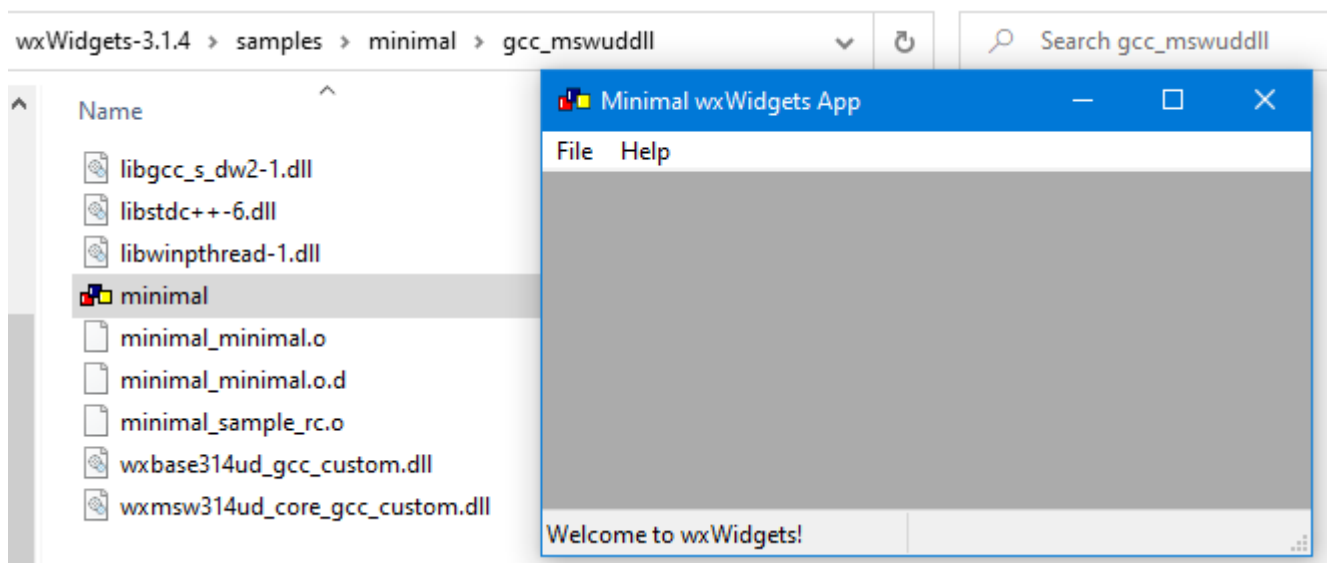 wxWidgets-3.1.4 > samples > minimal > gcc_mswuddll
Search gcc_mswuddll
Name
libgcc_s_dw2-1.dll
libstdc++-6.dll
libwinpthread-1.dll
minimal
minimal_minimal.o
minimal_minimal.o.d
minimal_sample_rc.o
wxbase314ud_gcc_custom.dll
wxmsw314ud_core_gcc_custom.dll
Minimal wxWidgets App
File Help
Welcome to wxWidgets!